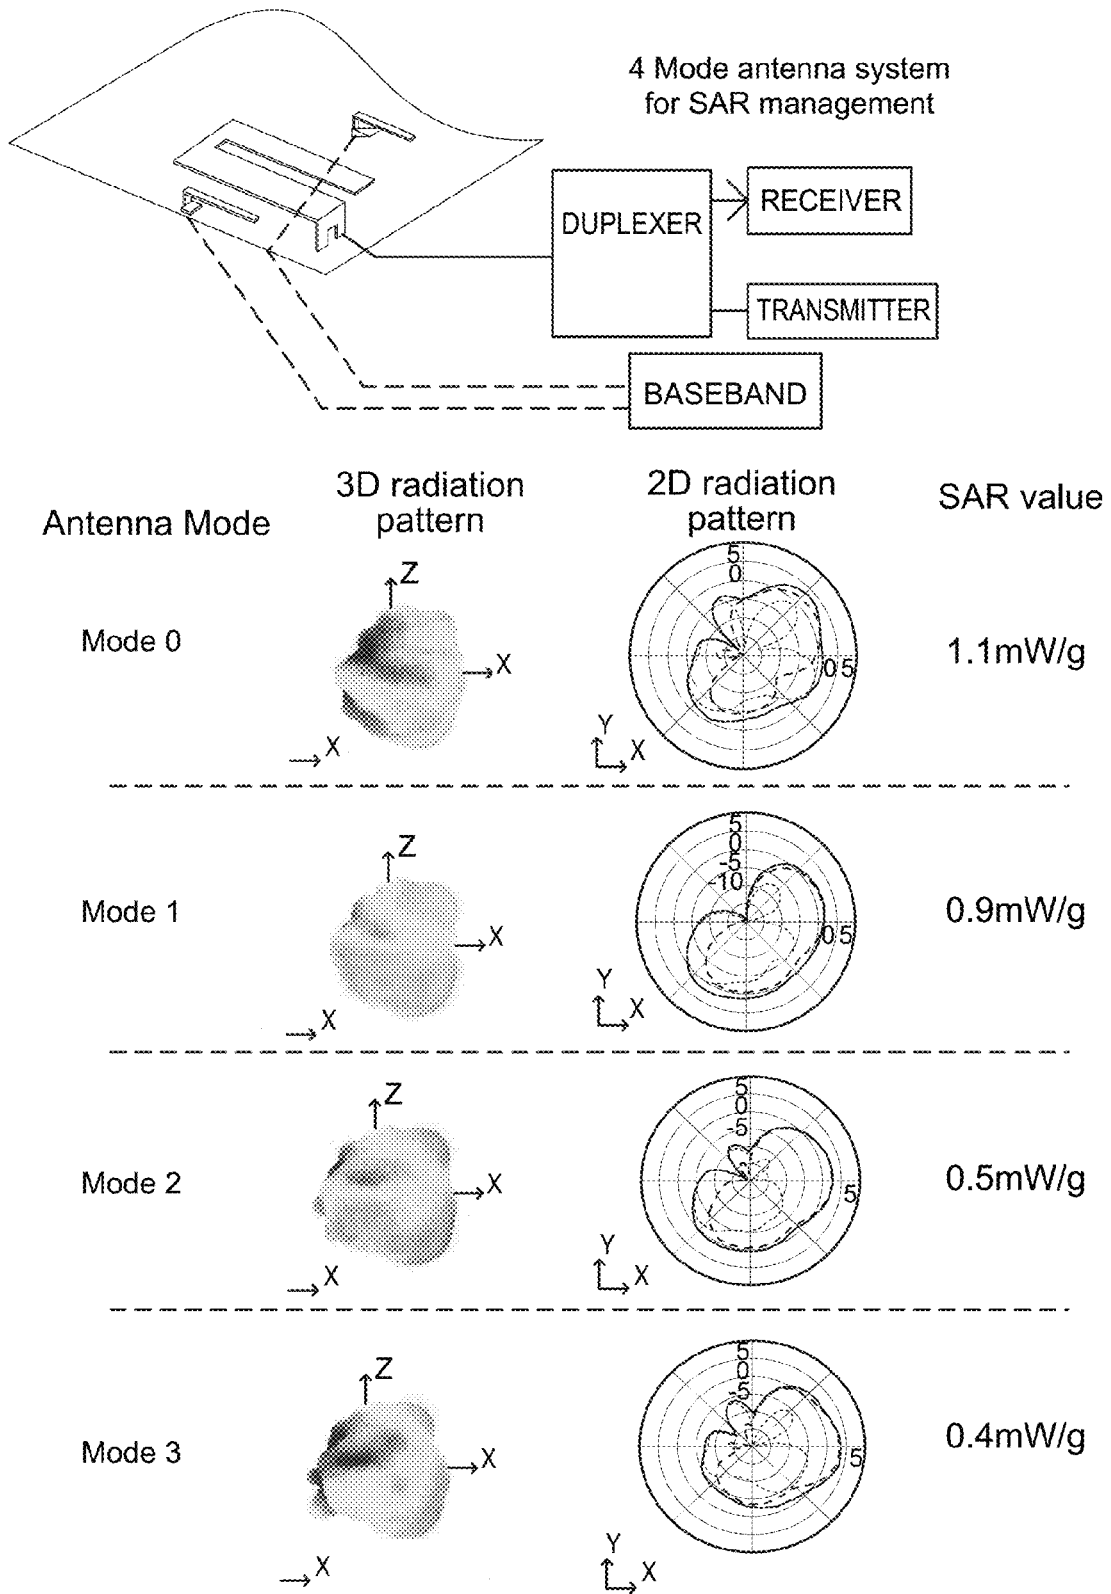 4 Mode antenna system
for SAR management
DUPLEXER
RECEIVER
TRANSMITTER
BASEBAND
Antenna Mode
3D radiation
pattern
2D radiation
pattern
SAR value
Mode 0
Z
X
X
5
0
0 5
Y
X
1.1mW/g
Mode 1
Z
X
X
5
0
-5
-10
0 5
Y
X
0.9mW/g
Mode 2
Z
X
X
5
0
-5
5
Y
X
0.5mW/g
Mode 3
Z
X
X
5
0
-5
5
Y
X
0.4mW/g